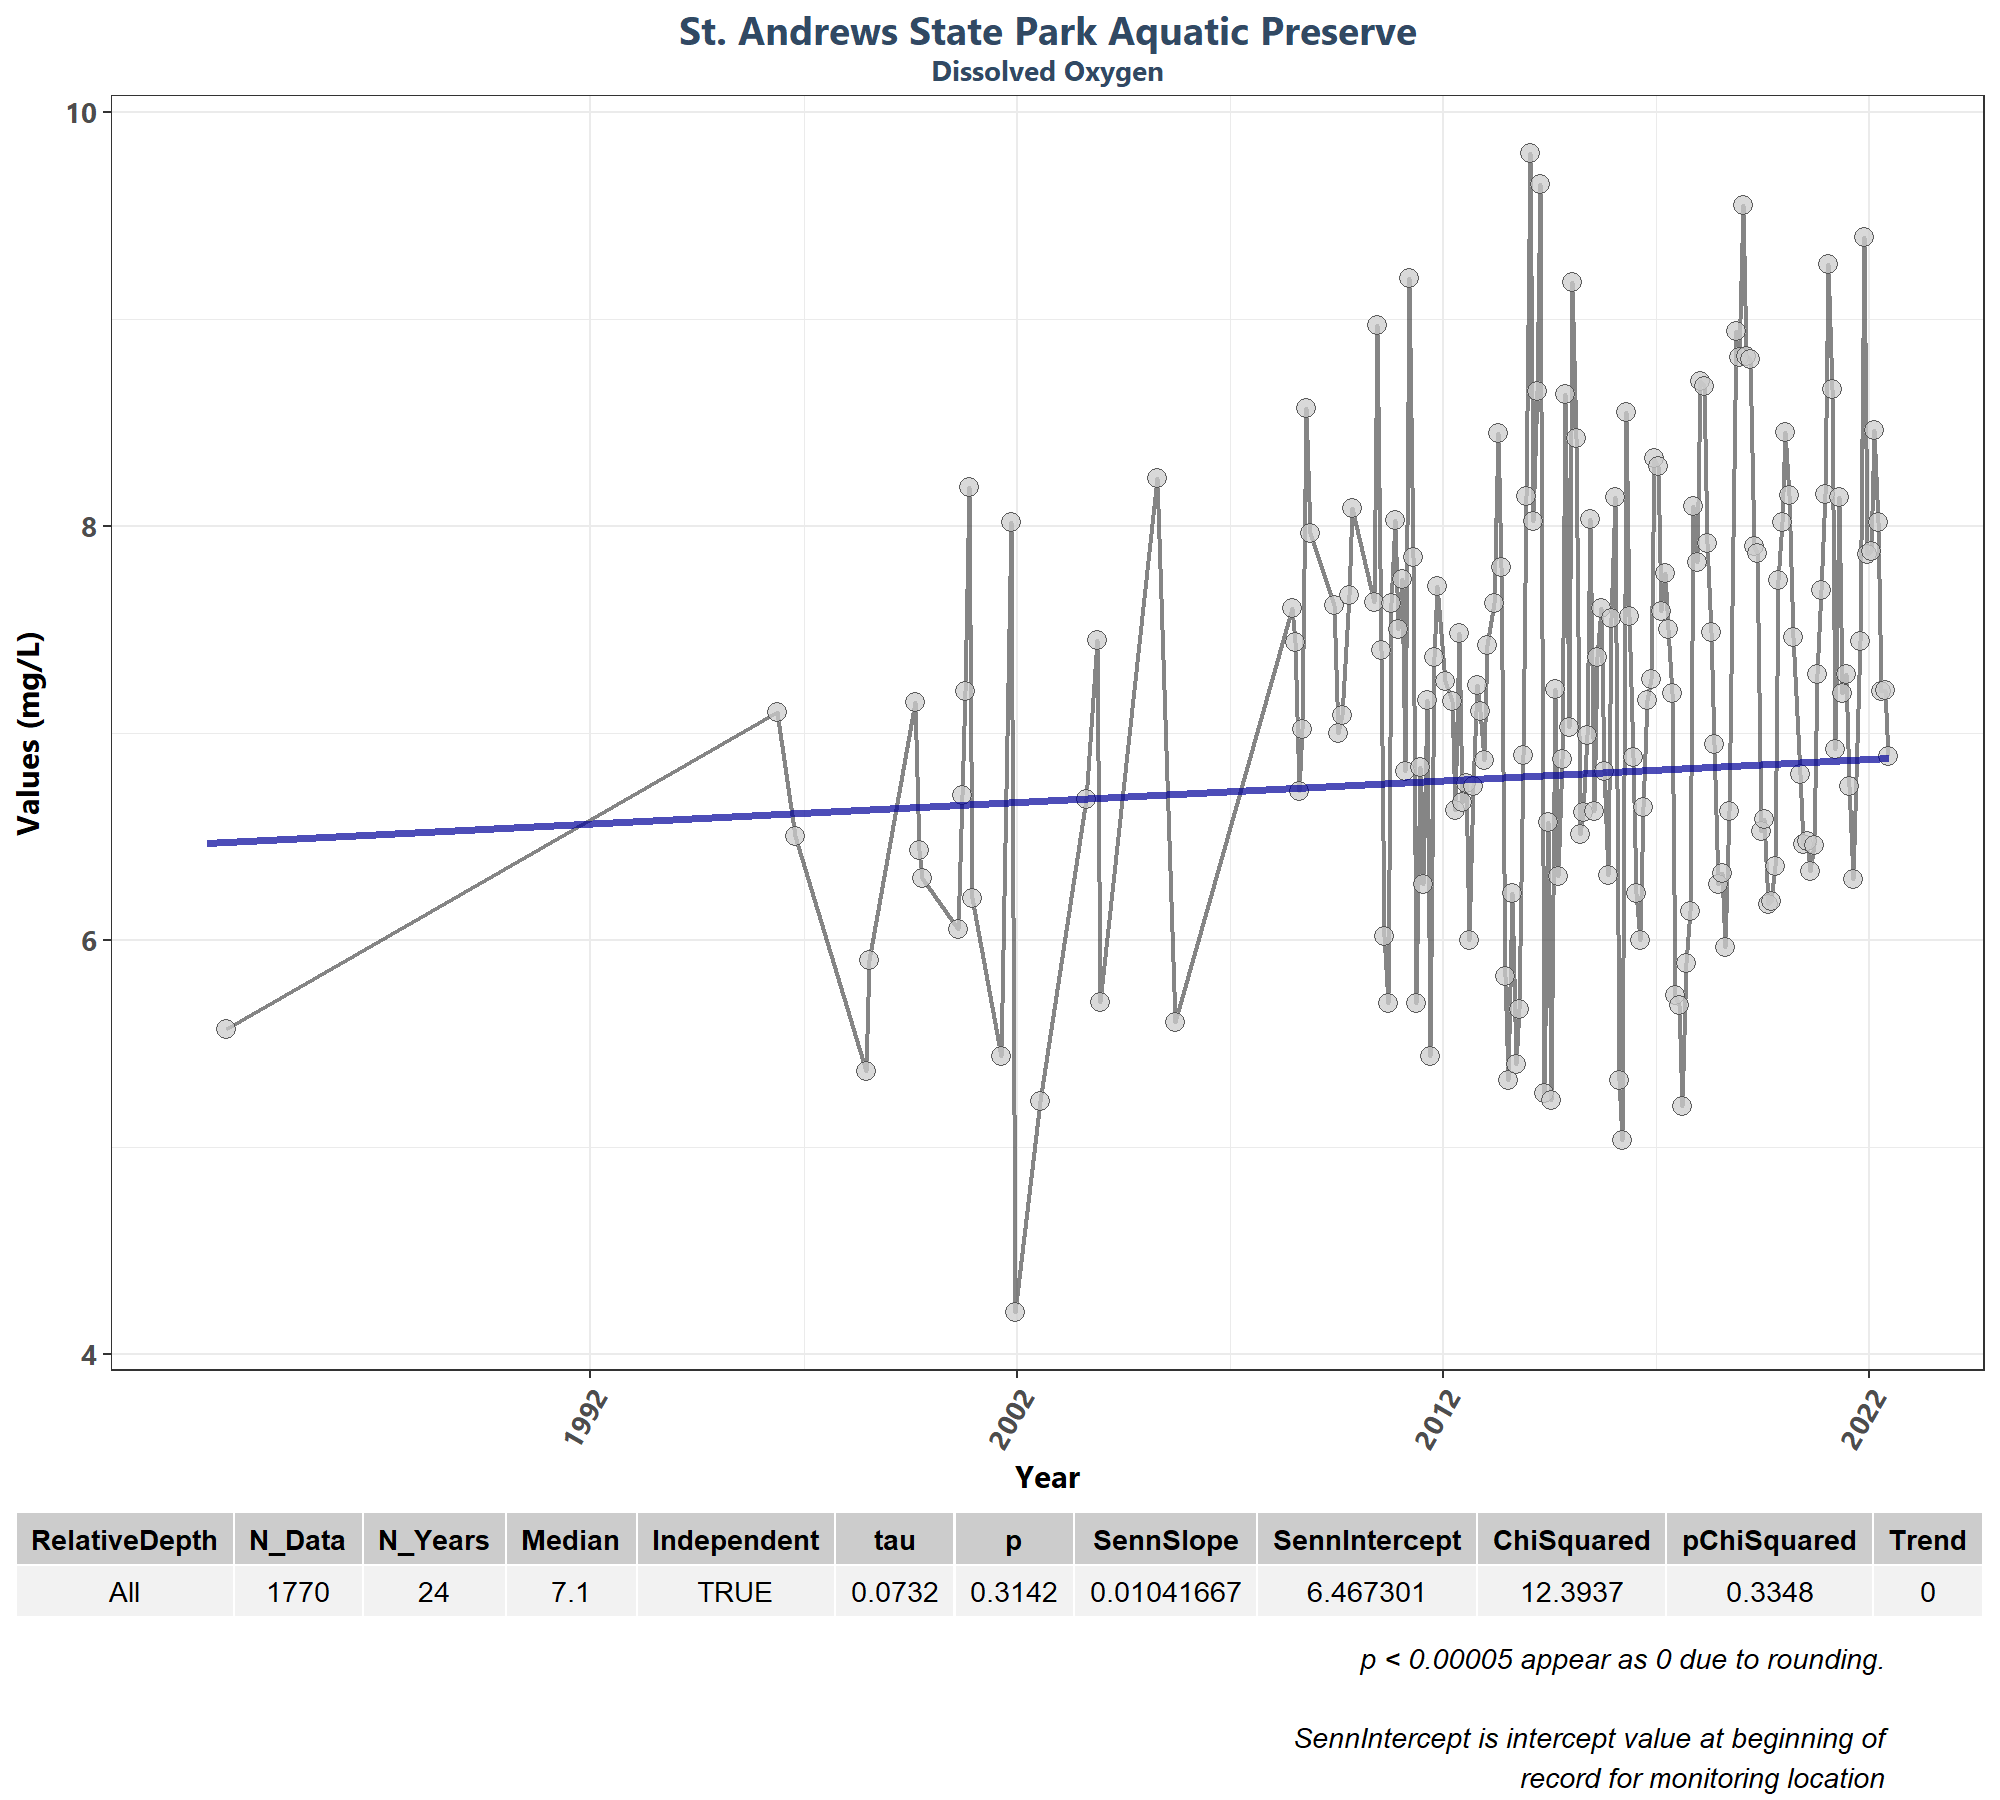 St. Andrews State Park Aquatic Preserve
Dissolved Oxygen
10
8
6
4
Values (mg/L)
1992
2002
2012
2022
Year
RelativeDepth N_Data N_Years Median Independent tau p SennSlope SennIntercept ChiSquared pChiSquared Trend
All 1770 24 7.1 TRUE 0.0732 0.3142 0.01041667 6.467301 12.3937 0.3348 0
p < 0.00005 appear as 0 due to rounding.
SennIntercept is intercept value at beginning of
record for monitoring location